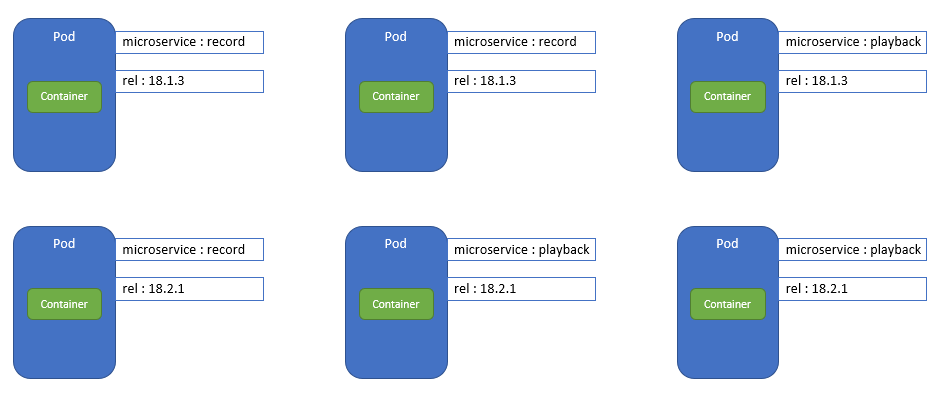 Pod
microservice : record
rel : 18.1.3
Container
Pod
microservice : record
rel : 18.1.3
Container
Pod
microservice : playback
rel : 18.1.3
Container
Pod
microservice : record
rel : 18.2.1
Container
Pod
microservice : playback
rel : 18.2.1
Container
Pod
microservice : playback
rel : 18.2.1
Container